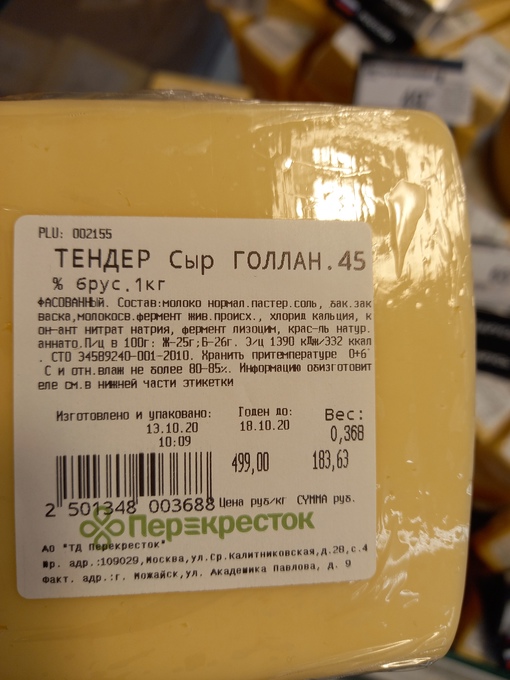 PLU: 002155
ТЕНДЕР Сыр ГОЛЛАН.45
% брус.1кг
ФАСОВАННЫЙ. Состав:молоко нормал.пастер.соль, бак.зак
васка,молокосв.фермент жив.происх., хлорид кальция, к
он-ант нитрат натрия, фермент лизоцим, крас-ль натур.
аннато.П/ц в 100г: Ж-25г;Б-26г. Э/ц 1390 кДж/332 ккал
. СТО 34589240-001-2010. Хранить притемпературе 0+6°
С и отн.влаж не более 80-85%. Информацию обизготовит
еле см.в нижней части этикетки
Изготовлено и упаковано:
13.10.20
10:09
Годен до:
18.10.20
Вес:
0,368
499,00
183,63
Цена руб/кг
СУММА руб.
2 501348 003688
Перекресток
АО "ТД Перекресток"
Юр. адр.:109029,Москва,ул.Ср.Калитниковская,д.28,с.4
Факт. адр.:г. Можайск,ул. Академика Павлова, д. 9